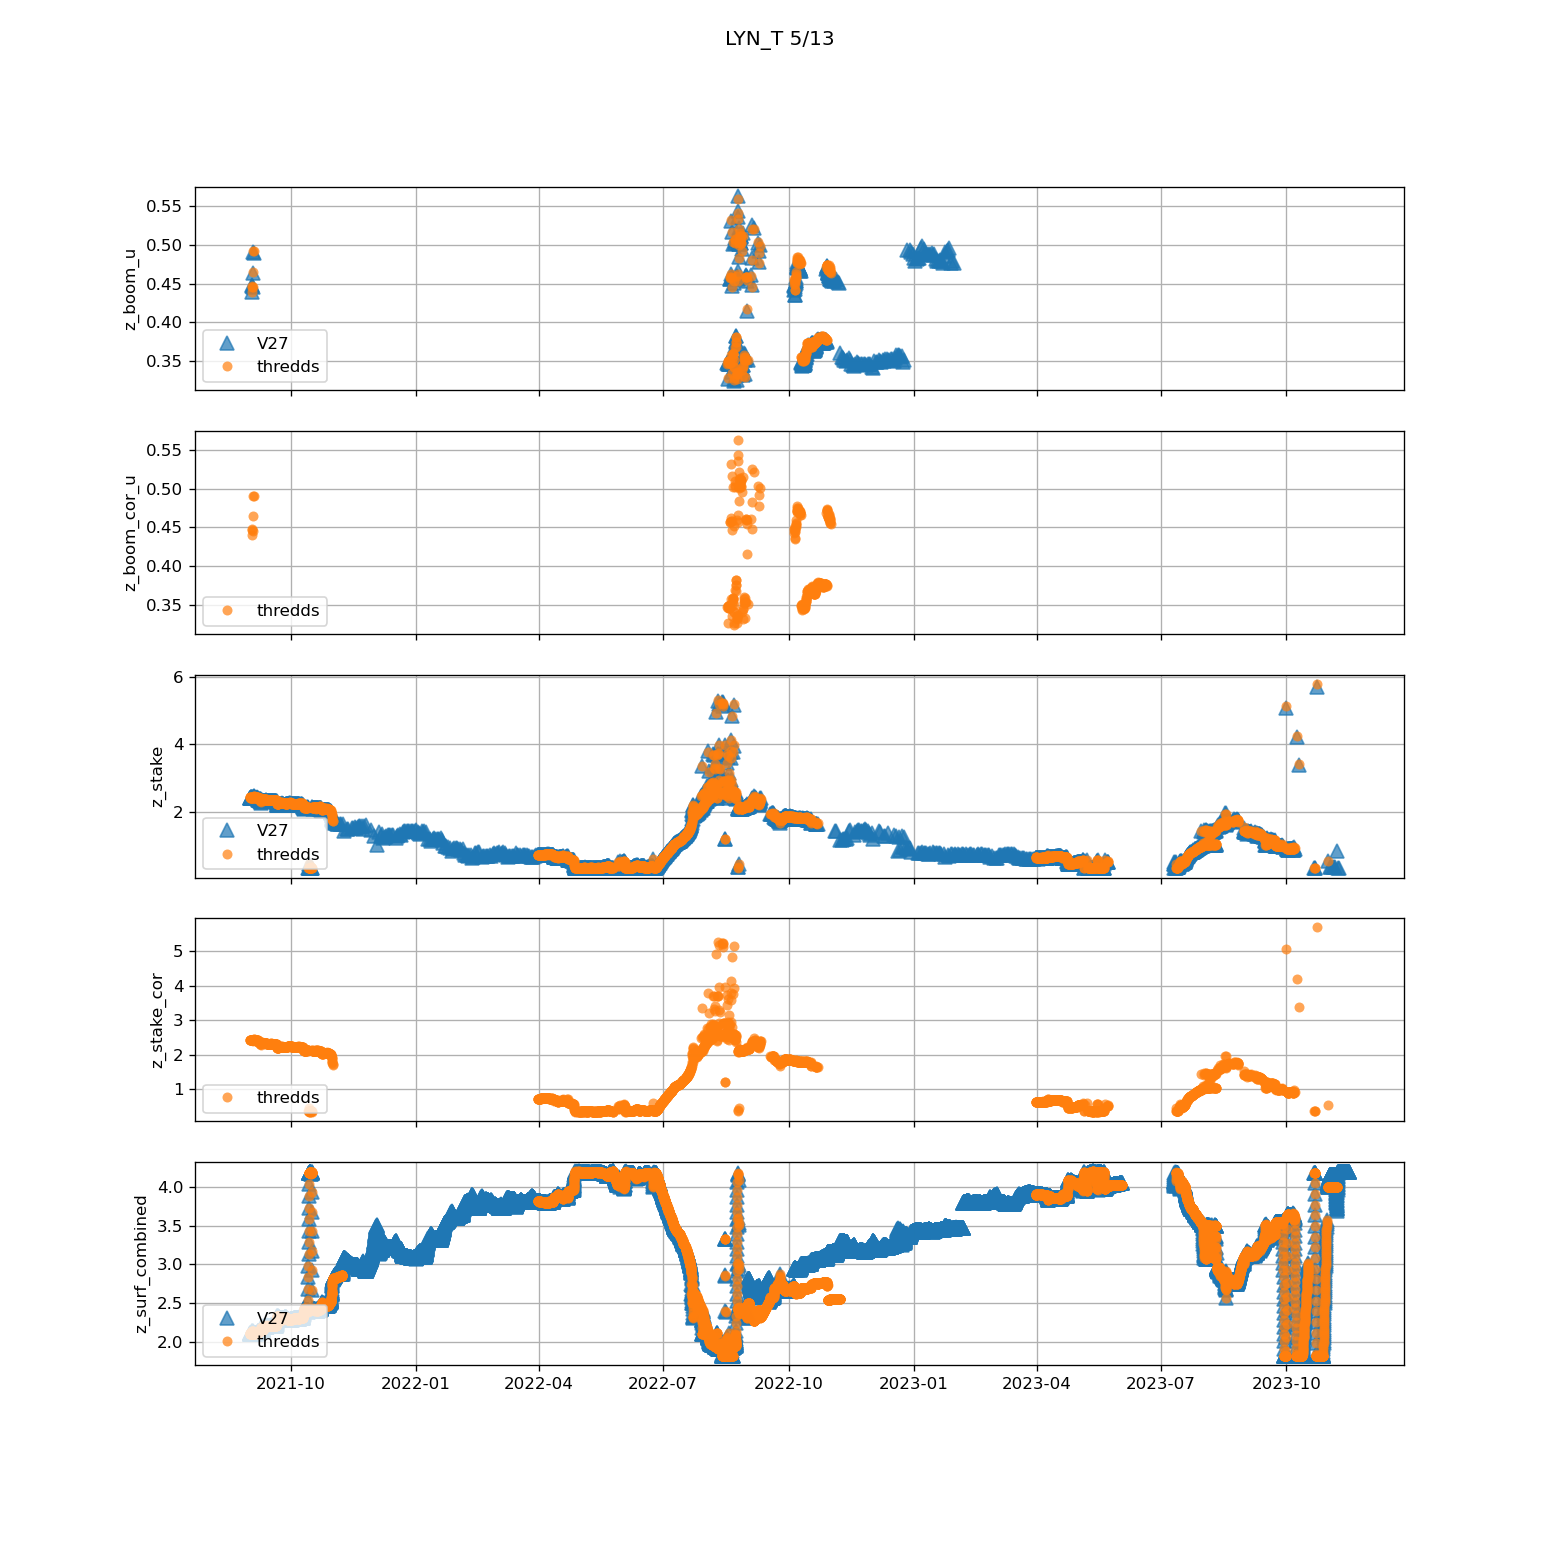 LYN_T 5/13
z_boom_u
0.55
0.50
0.45
0.40
0.35
V27
thredds
z_boom_cor_u
0.55
0.50
0.45
0.40
0.35
thredds
z_stake
6
4
2
V27
thredds
z_stake_cor
5
4
3
2
1
thredds
z_surf_combined
4.0
3.5
3.0
2.5
2.0
V27
thredds
2021-10 2022-01 2022-04 2022-07 2022-10 2023-01 2023-04 2023-07 2023-10